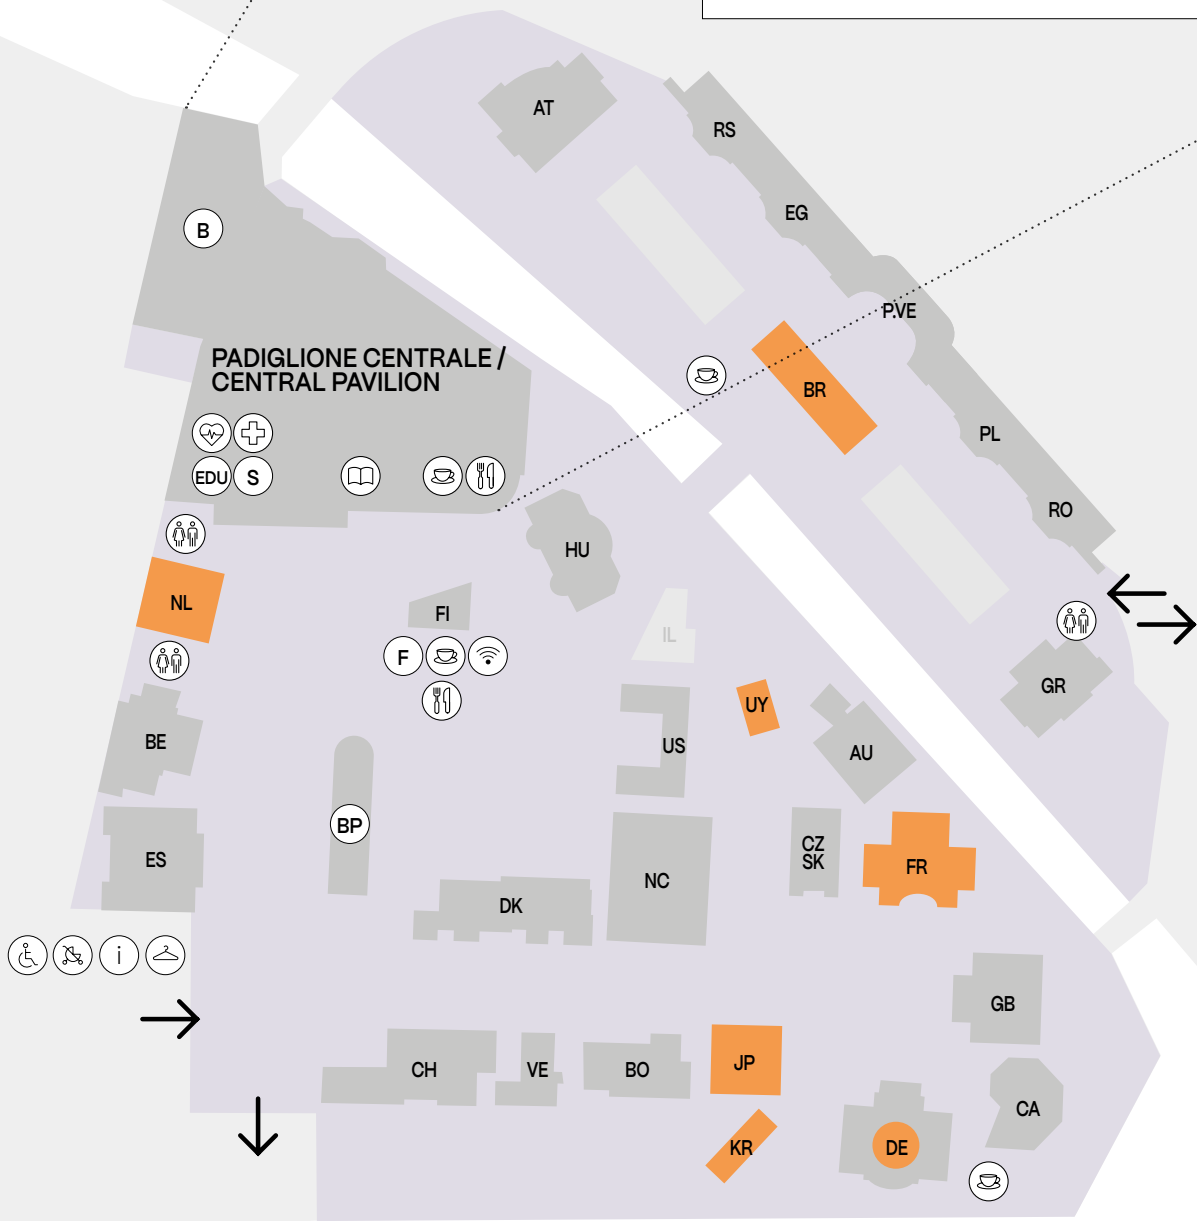 AT
RS
EG
B
P.VE
PADIGLIONE CENTRALE /
CENTRAL PAVILION
BR
PL
EDU
S
RO
HU
NL
FI
IL
F
GR
UY
BE
US
AU
BP
CZ
SK
ES
NC
FR
DK
i
GB
CH
VE
BO
JP
CA
KR
DE